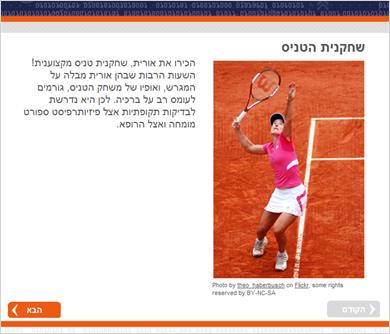 שחקנית הטניס
הכירו את אורית, שחקנית טניס מקצוענית!
השעות הרבות שבהן אורית מבלה על
המגרש, ואופיו של משחק הטניס, גורמים
לעומס רב על ברכיה. לכן היא נדרשת
לבדיקות תקופתיות אצל פיזיותרפיסט ספורט
מומחה ואצל הרופא.
Photo by theo_haberbusch on Flickr, some rights
reserved by BY-NC-SA
הקודם
הבא